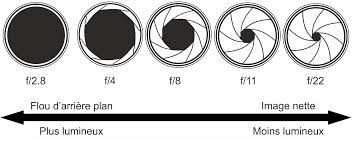 f/2.8 f/4 f/8 f/11 f/22
Flou d'arrière plan Image nette
Plus lumineux Moins lumineux